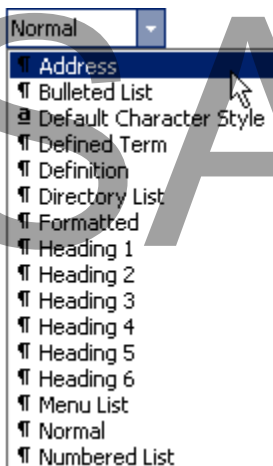 Normal
¶ Address
¶ Bulleted List
a Default Character Style
¶ Defined Term
¶ Definition
¶ Directory List
¶ Formatted
¶ Heading 1
¶ Heading 2
¶ Heading 3
¶ Heading 4
¶ Heading 5
¶ Heading 6
¶ Menu List
¶ Normal
¶ Numbered List
SA